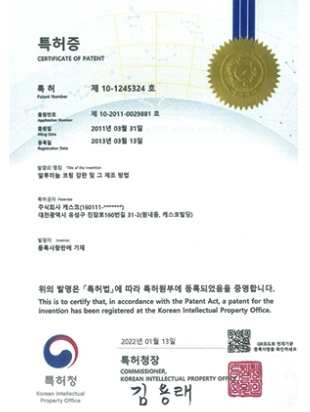 특허증
CERTIFICATE OF PATENT
특 허 제 10-1245324 호
Patent Number
출원번호 제 10-2011-0029881 호
Application Number
출원일 2011년 03월 31일
Filing Date
등록일 2013년 03월 13일
Registration Date
발명의 명칭 Title of the Invention
알루미늄 코팅 강판 및 그 제조 방법
특허권자 Patentee
주식회사 케스코(160111-*******)
대전광역시 유성구 진잠로160번길 31-2(원내동, 케스코빌딩)
발명자 Inventor
등록사항란에 기재
위의 발명은 「특허법」에 따라 특허원부에 등록되었음을 증명합니다.
This is to certify that, in accordance with the Patent Act, a patent for the
invention has been registered at the Korean Intellectual Property Office.
2022년 01월 13일
QR코드로 현재기준
등록사항을 확인하세요
특허청
Korean Intellectual
Property Office
특허청장
COMMISSIONER,
KOREAN INTELLECTUAL PROPERTY OFFICE
김용래